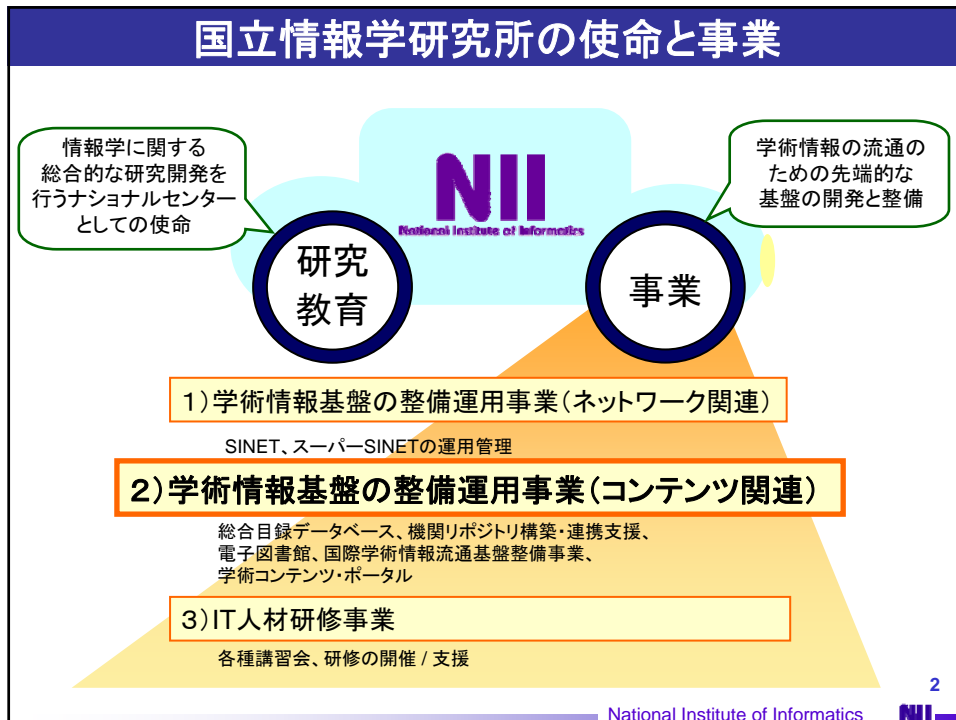 国立情報学研究所の使命と事業
情報学に関する
総合的な研究開発を
行うナショナルセンター
としての使命
NII
National Institute of Informatics
学術情報の流通の
ための先端的な
基盤の開発と整備
研究
教育
事業
１）学術情報基盤の整備運用事業（ネットワーク関連）
SINET、スーパーSINETの運用管理
２）学術情報基盤の整備運用事業（コンテンツ関連）
総合目録データベース、機関リポジトリ構築・連携支援、
電子図書館、国際学術情報流通基盤整備事業、
学術コンテンツ・ポータル
３）IT人材研修事業
各種講習会、研修の開催 / 支援
2
National Institute of Informatics
NII